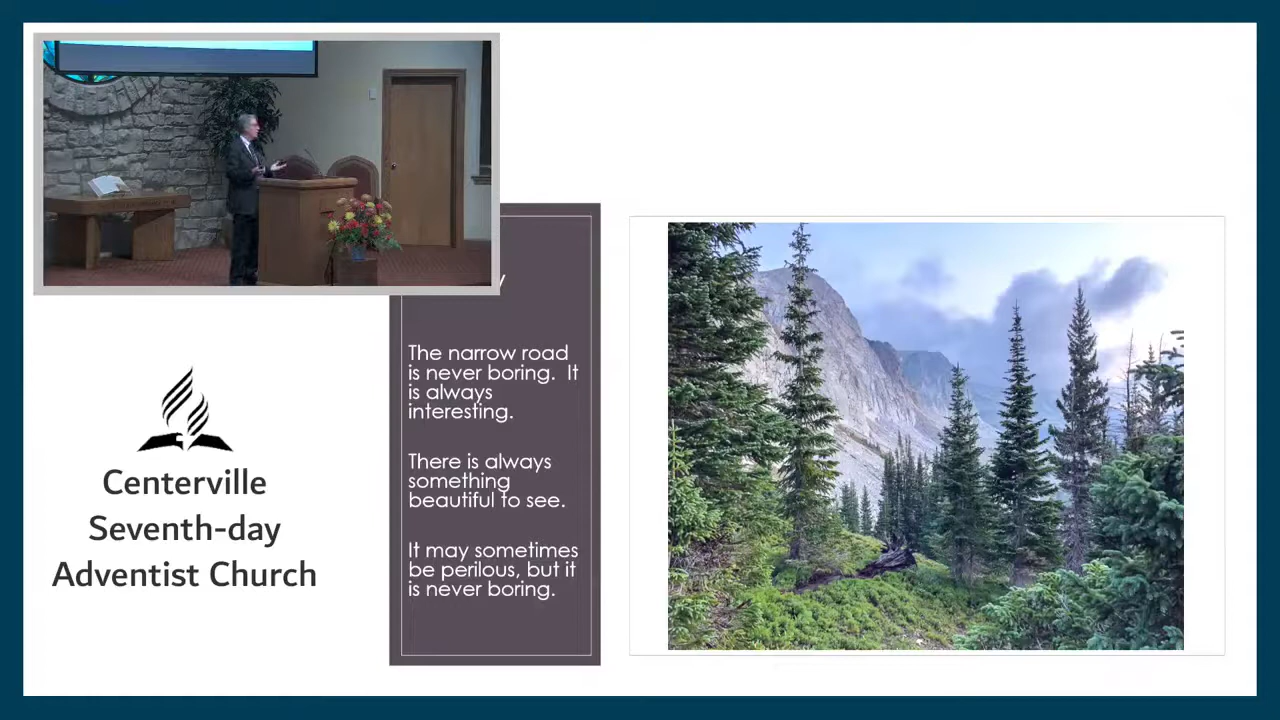 The narrow road
is never boring.  It
is always
interesting.
There is always
something
beautiful to see.
It may sometimes
be perilous, but it
is never boring.
Centerville
Seventh-day
Adventist Church